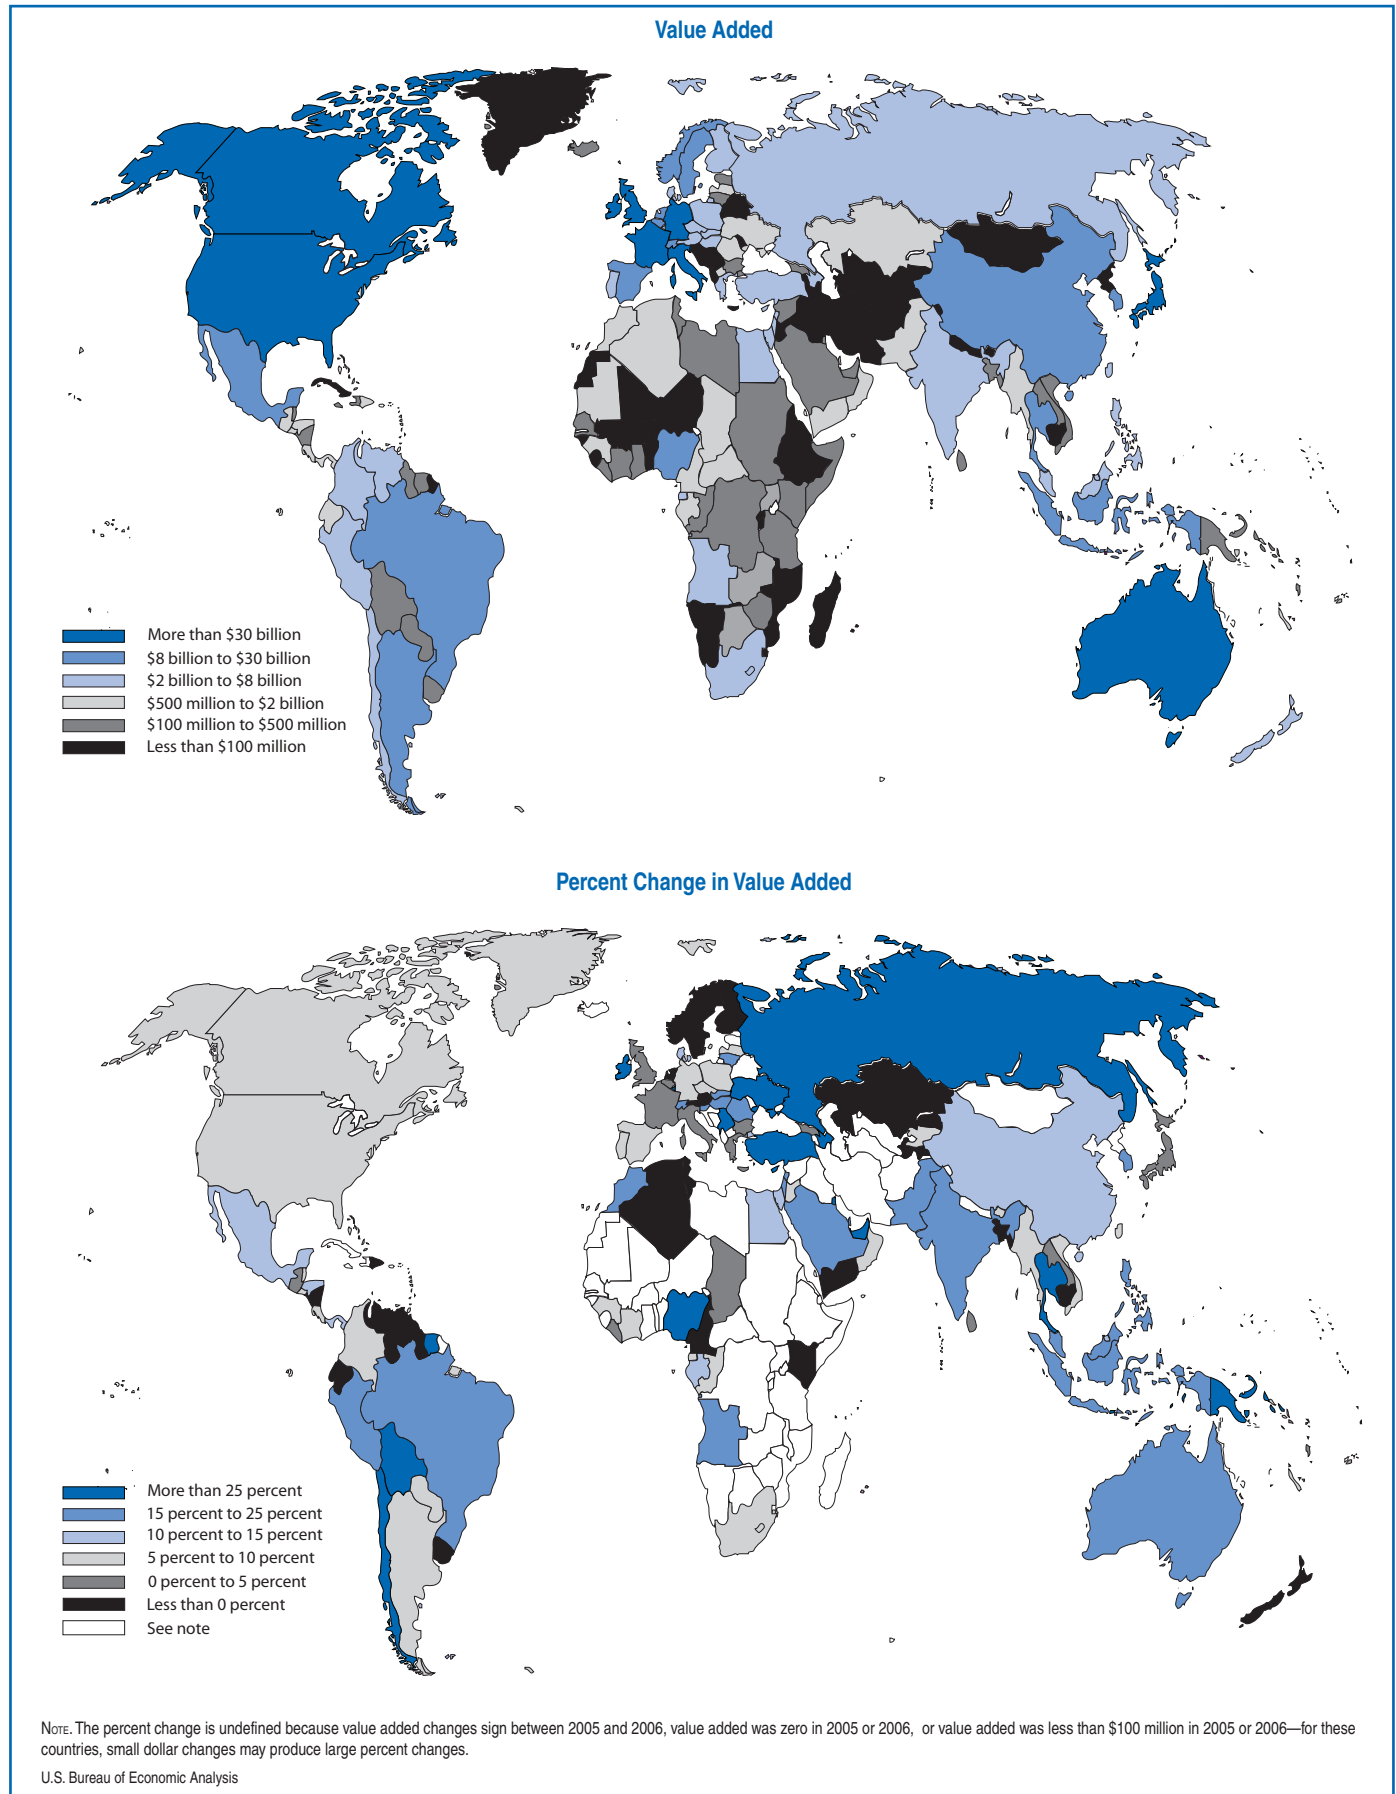 Value Added
More than $30 billion
$8 billion to $30 billion
$2 billion to $8 billion
$500 million to $2 billion
$100 million to $500 million
Less than $100 million
Percent Change in Value Added
More than 25 percent
15 percent to 25 percent
10 percent to 15 percent
5 percent to 10 percent
0 percent to 5 percent
Less than 0 percent
See note
NOTE. The percent change is undefined because value added changes sign between 2005 and 2006, value added was zero in 2005 or 2006, or value added was less than $100 million in 2005 or 2006—for these
countries, small dollar changes may produce large percent changes.
U.S. Bureau of Economic Analysis